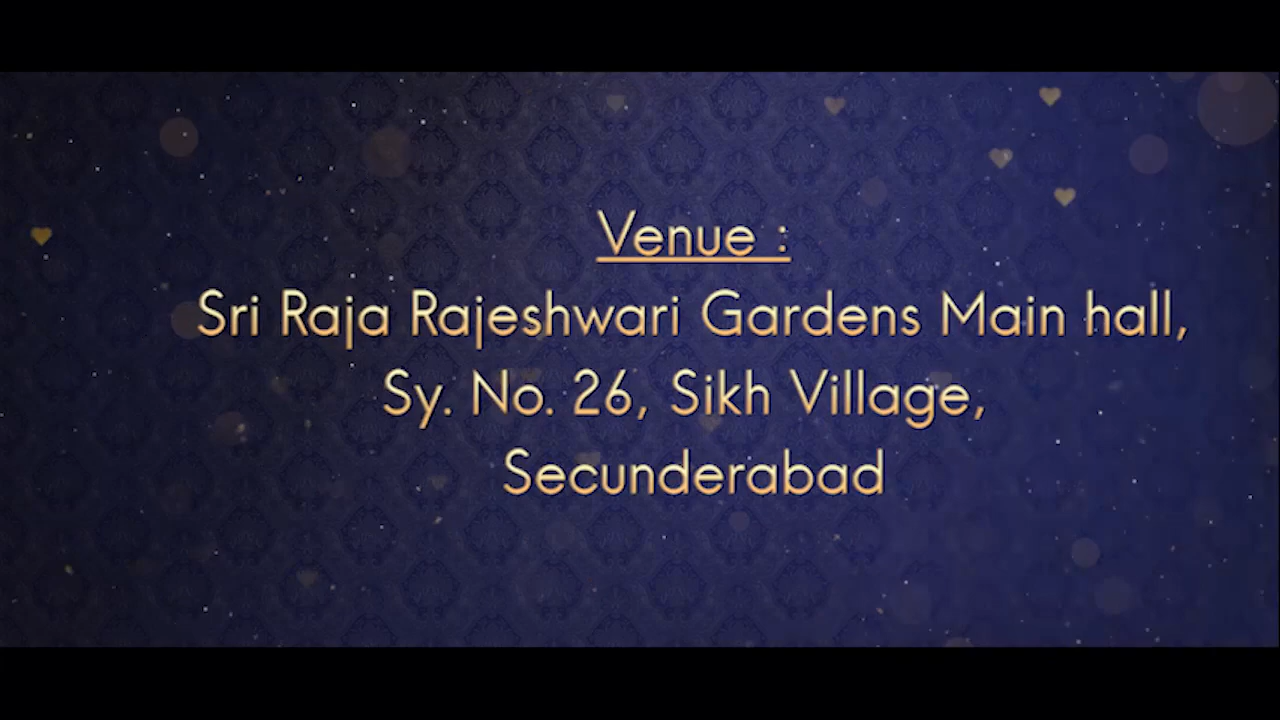 Venue :
Sri Raja Rajeshwari Gardens Main hall,
Sy. No. 26, Sikh Village,
Secunderabad